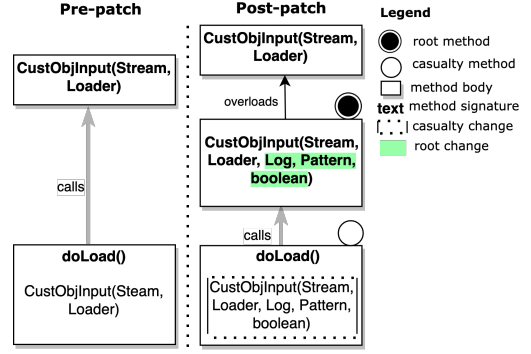 Pre-patch
CustObjInput(Stream,
Loader)
calls
doLoad()
CustObjInput(Steam,
Loader)
Post-patch
CustObjInput(Stream,
Loader)
overloads
CustObjInput(Stream,
Loader, Log, Pattern,
boolean)
calls
doLoad()
CustObjInput(Stream,
Loader, Log, Pattern,
boolean)
Legend
root method
casualty method
method body
text method signature
casualty change
root change